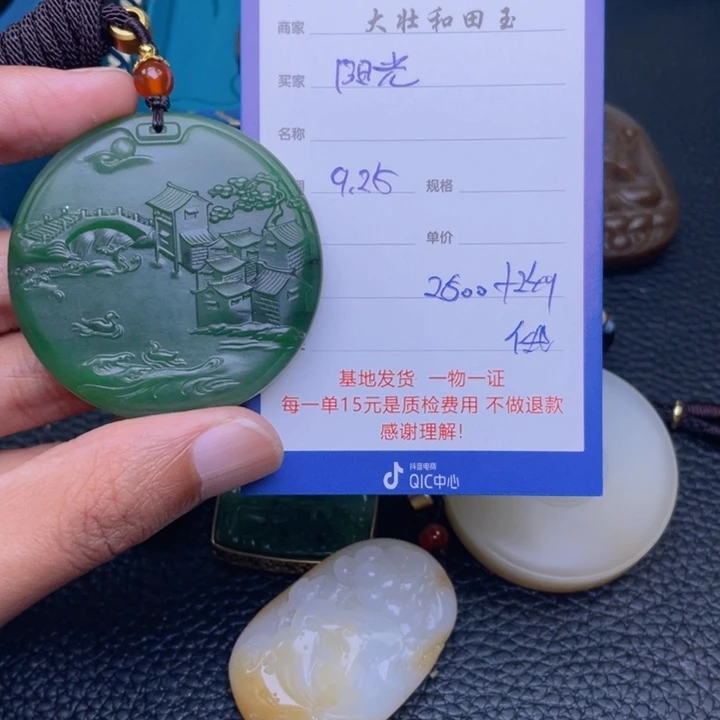 商家 大壮和田玉
买家 阳光
名称
9.25 规格
单价
2500+249
基地发货 一物一证
每一单15元是质检费用 不做退款
感谢理解!
抖音电商
QIC中心